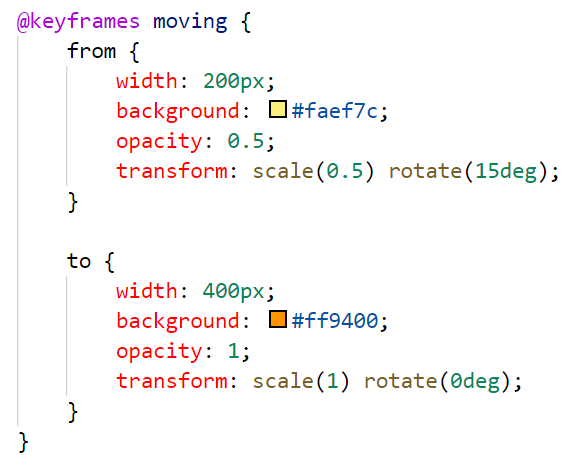 @keyframes moving {
    from {
        width: 200px;
        background: #faef7c;
        opacity: 0.5;
        transform: scale(0.5) rotate(15deg);
    }

    to {
        width: 400px;
        background: #ff9400;
        opacity: 1;
        transform: scale(1) rotate(0deg);
    }
}